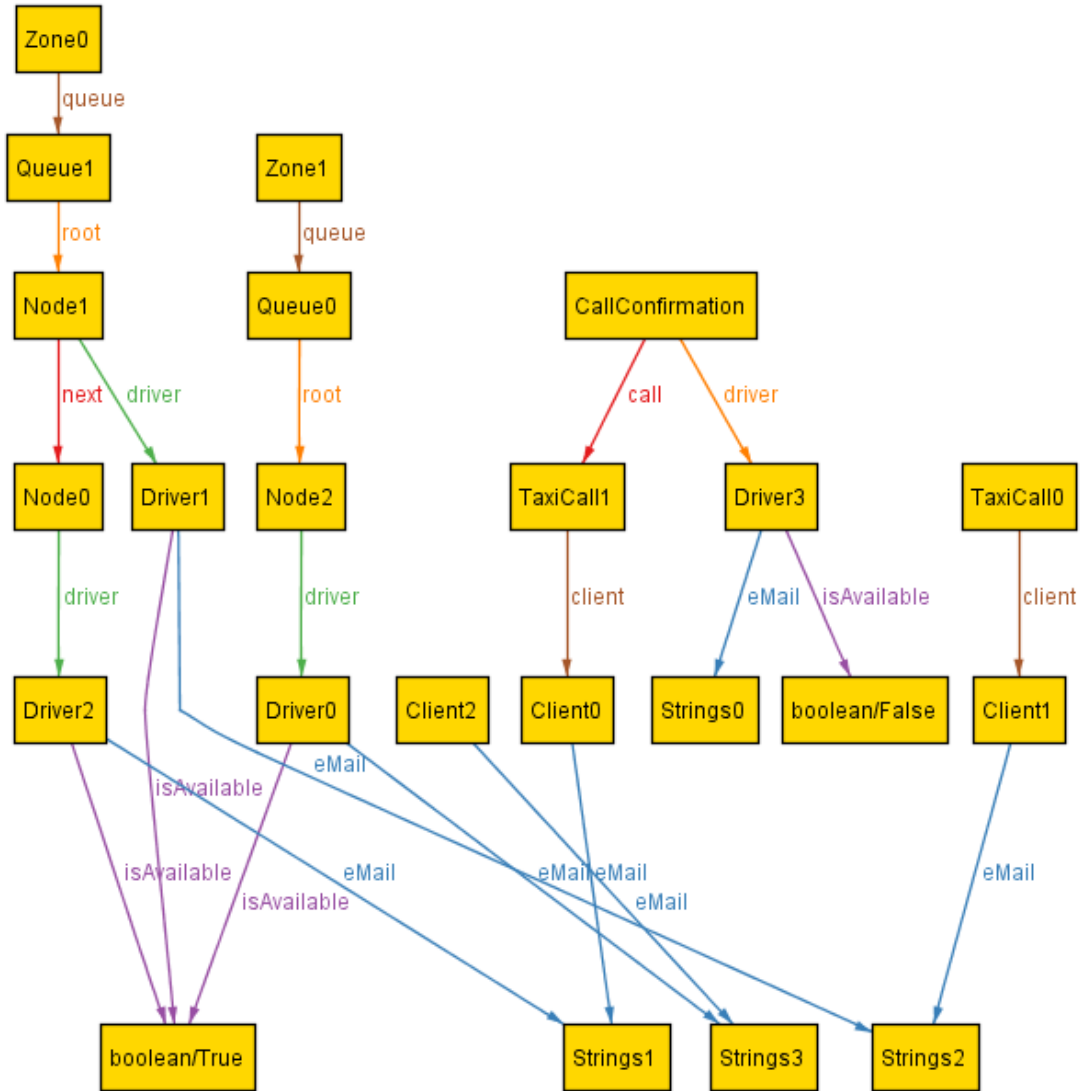 Zone0
queue
Queue1
Zone1
root
queue
Node1
Queue0
CallConfirmation
next
driver
root
call
driver
Node0
Driver1
Node2
TaxiCall1
Driver3
TaxiCall0
driver
driver
client
eMail
isAvailable
client
Driver2
Driver0
Client2
Client0
Strings0
boolean/False
Client1
eMail
isAvailable
isAvailable
eMail
eMail
eMail
eMail
isAvailable
eMail
boolean/True
Strings1
Strings3
Strings2